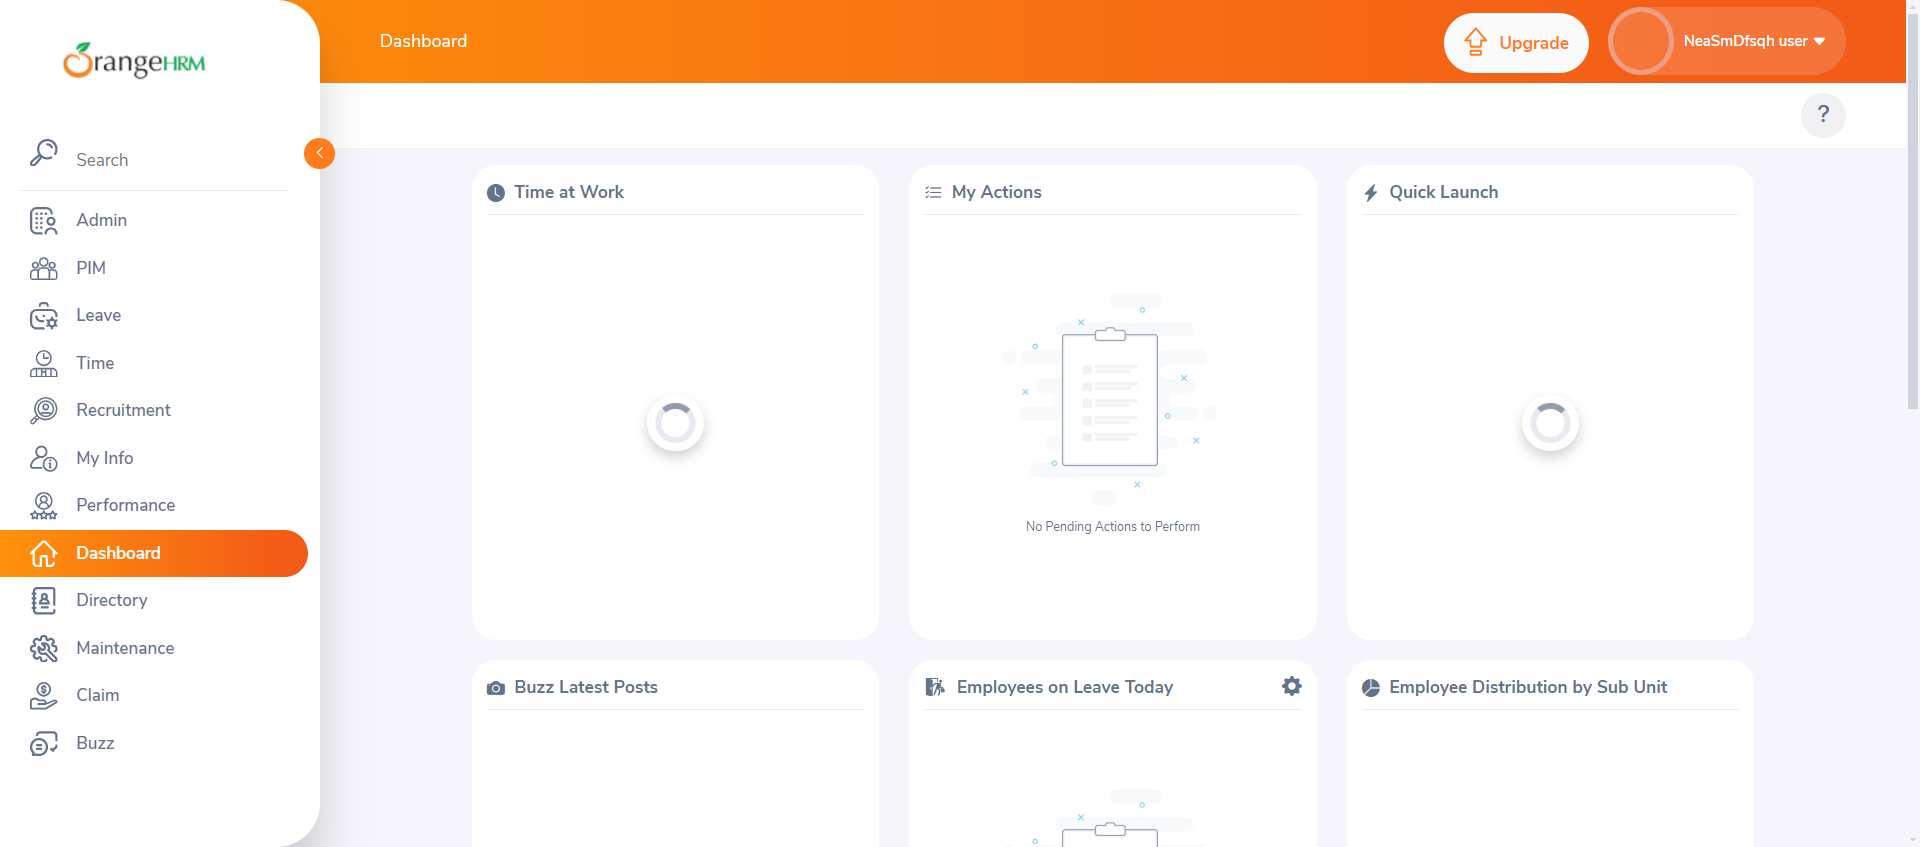 OrangeHRM
Dashboard
Upgrade
NeaSmDfsqh user
?
Search
Admin
PIM
Leave
Time
Recruitment
My Info
Performance
Dashboard
Directory
Maintenance
Claim
Buzz
Time at Work
My Actions
No Pending Actions to Perform
Quick Launch
Buzz Latest Posts
Employees on Leave Today
Employee Distribution by Sub Unit